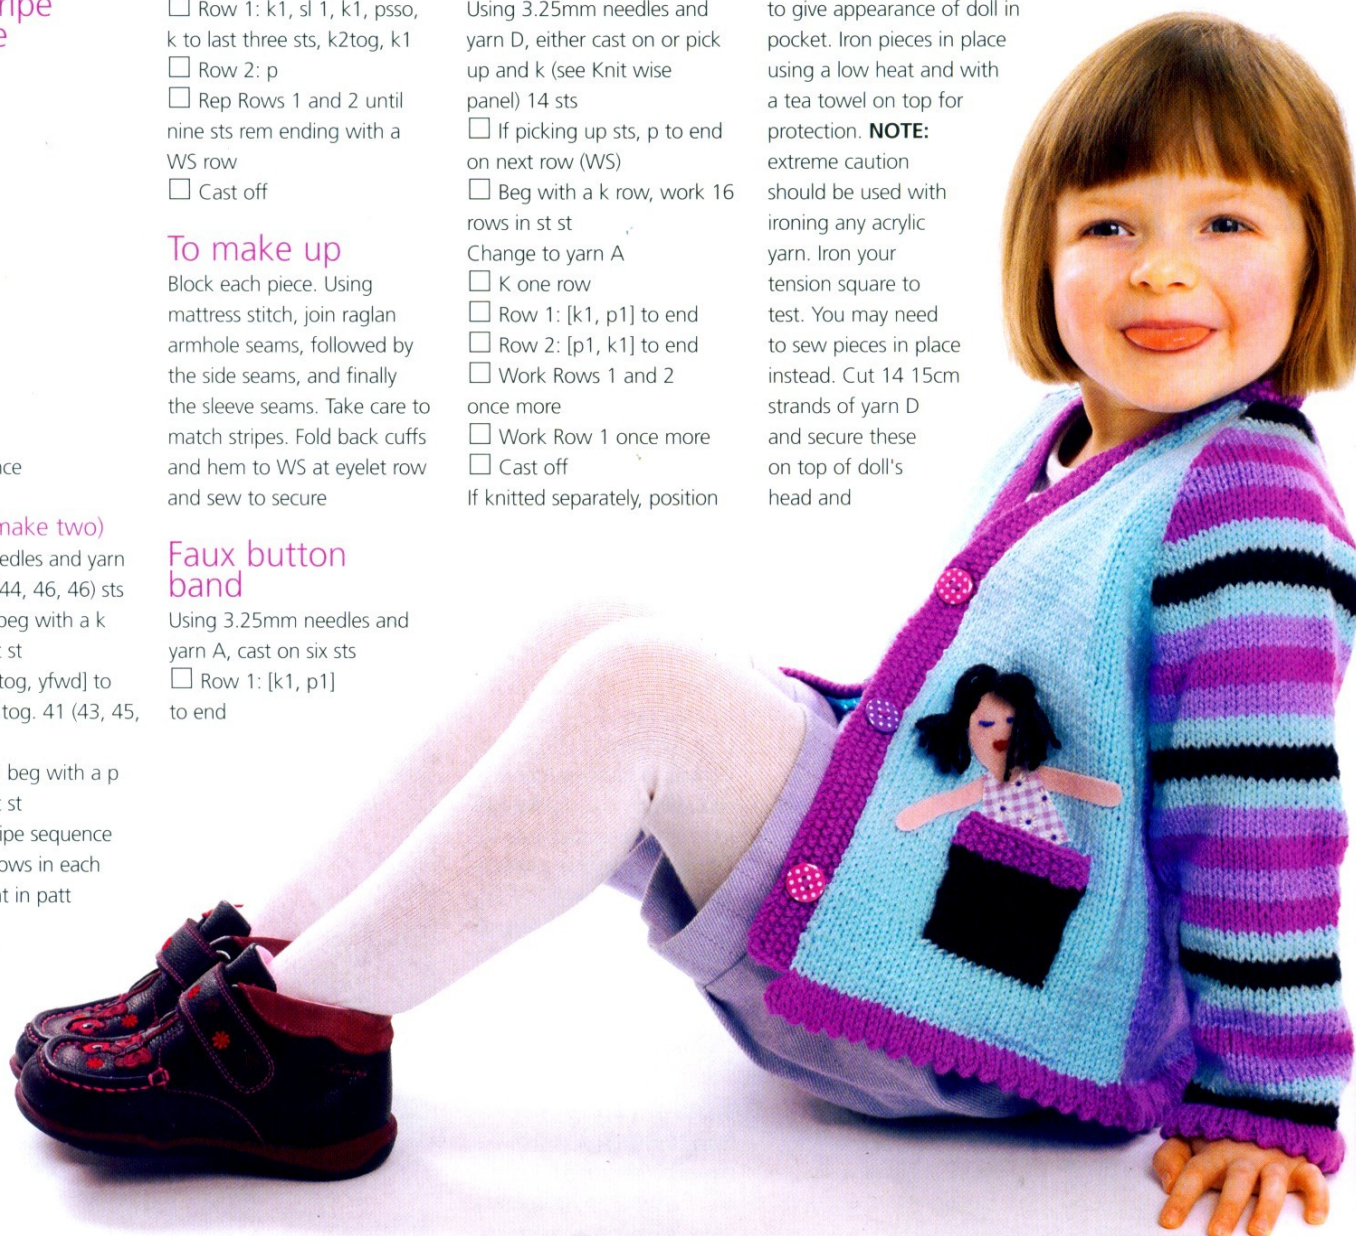 ripe
e
nce
make two)
edles and yarn
44, 46, 46) sts
beg with a k
st
tog, yfwd] to
tog. 41 (43, 45,
beg with a p
st
ipe sequence
ows in each
at in patt
☐ Row 1: k1, sl 1, k1, psso,
k to last three sts, k2tog, k1
☐ Row 2: p
☐ Rep Rows 1 and 2 until
nine sts rem ending with a
WS row
☐ Cast off
To make up
Block each piece. Using
mattress stitch, join raglan
armhole seams, followed by
the side seams, and finally
the sleeve seams. Take care to
match stripes. Fold back cuffs
and hem to WS at eyelet row
and sew to secure
Faux button
band
Using 3.25mm needles and
yarn A, cast on six sts
☐ Row 1: [k1, p1]
to end
Using 3.25mm needles and
yarn D, either cast on or pick
up and k (see Knit wise
panel) 14 sts
☐ If picking up sts, p to end
on next row (WS)
☐ Beg with a k row, work 16
rows in st st
Change to yarn A
☐ K one row
☐ Row 1: [k1, p1] to end
☐ Row 2: [p1, k1] to end
☐ Work Rows 1 and 2
once more
☐ Work Row 1 once more
☐ Cast off
If knitted separately, position
to give appearance of doll in
pocket. Iron pieces in place
using a low heat and with
a tea towel on top for
protection. NOTE:
extreme caution
should be used with
ironing any acrylic
yarn. Iron your
tension square to
test. You may need
to sew pieces in place
instead. Cut 14 15cm
strands of yarn D
and secure these
on top of doll's
head and